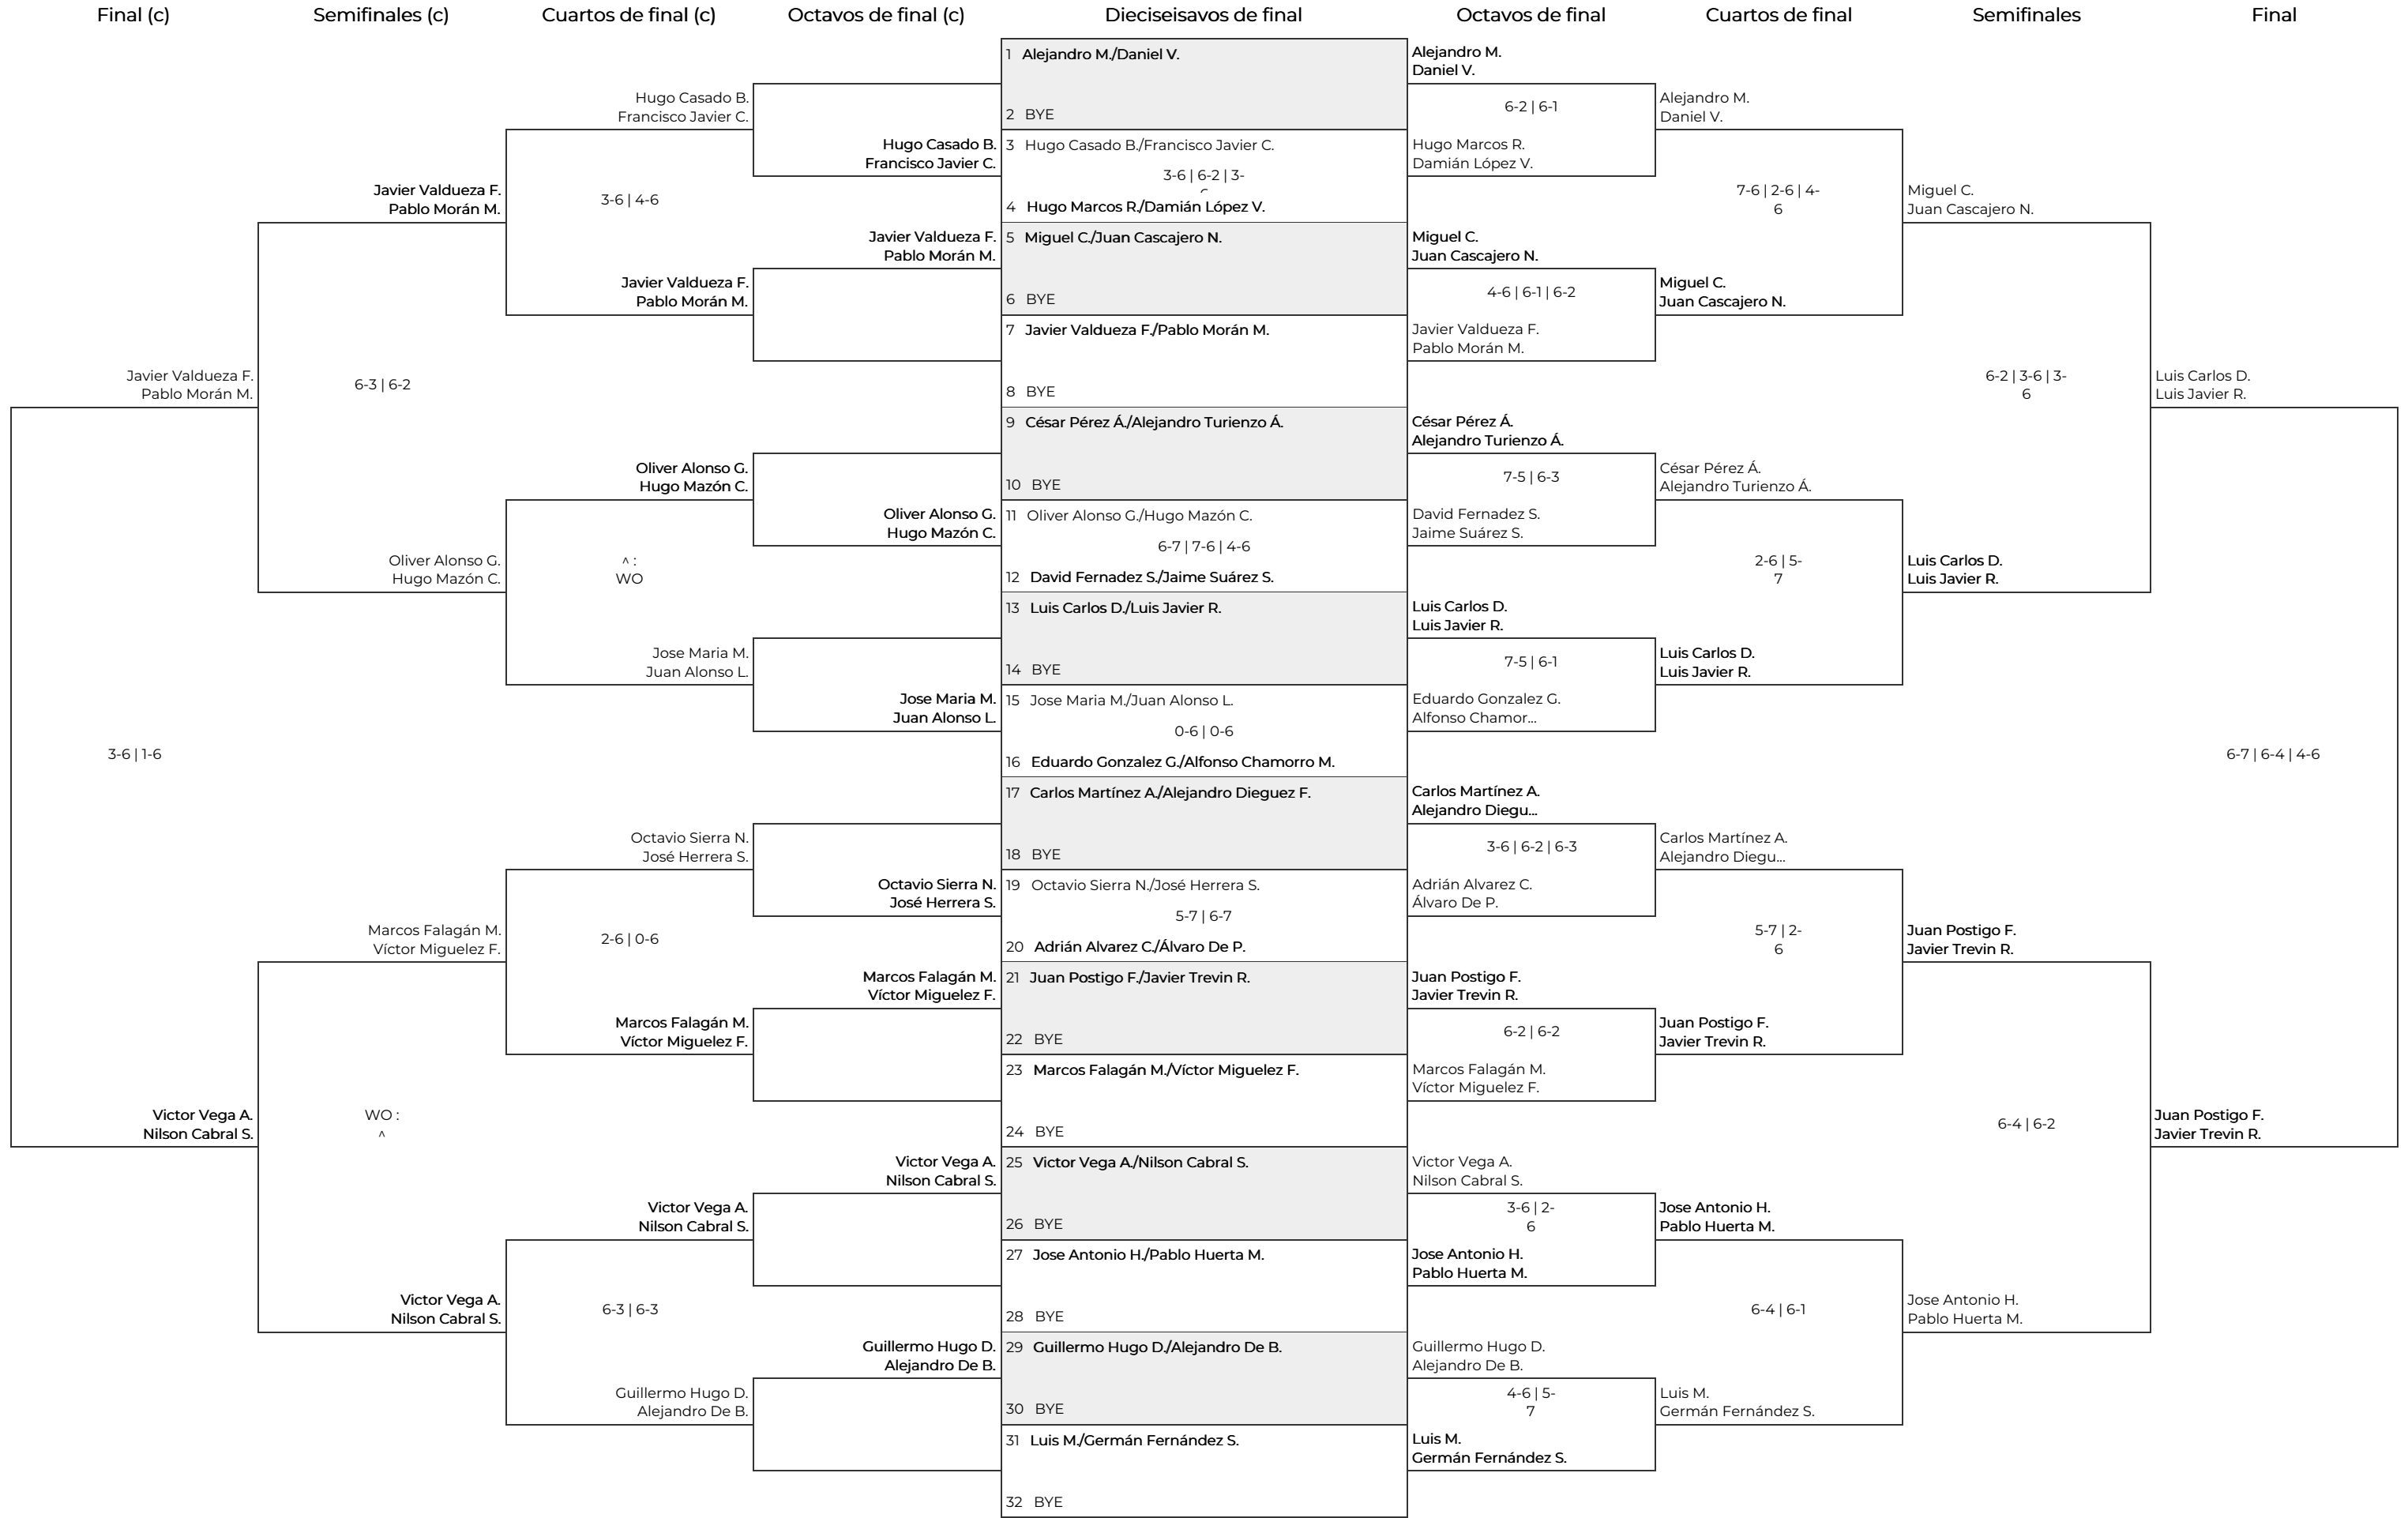 Final (c)
Semifinales (c)
Cuartos de final (c)
Octavos de final (c)
Dieciseisavos de final
Octavos de final
Cuartos de final
Semifinales
Final
Javier Valdueza F.
Pablo Morán M.
3-6 | 1-6
Victor Vega A.
Nilson Cabral S.
Javier Valdueza F.
Pablo Morán M.
6-3 | 6-2
Oliver Alonso G.
Hugo Mazón C.
Marcos Falagán M.
Víctor Miguelez F.
WO :
^
Victor Vega A.
Nilson Cabral S.
Hugo Casado B.
Francisco Javier C.
3-6 | 4-6
Javier Valdueza F.
Pablo Morán M.
Oliver Alonso G.
Hugo Mazón C.
^ :
WO
Jose Maria M.
Juan Alonso L.
Octavio Sierra N.
José Herrera S.
2-6 | 0-6
Marcos Falagán M.
Víctor Miguelez F.
Victor Vega A.
Nilson Cabral S.
6-3 | 6-3
Guillermo Hugo D.
Alejandro De B.
Hugo Casado B.
Francisco Javier C.
Javier Valdueza F.
Pablo Morán M.
Oliver Alonso G.
Hugo Mazón C.
Jose Maria M.
Juan Alonso L.
Octavio Sierra N.
José Herrera S.
Marcos Falagán M.
Víctor Miguelez F.
Victor Vega A.
Nilson Cabral S.
Guillermo Hugo D.
Alejandro De B.
1 Alejandro M./Daniel V.
2 BYE
3 Hugo Casado B./Francisco Javier C.
3-6 | 6-2 | 3-
4 Hugo Marcos R./Damián López V.
5 Miguel C./Juan Cascajero N.
6 BYE
7 Javier Valdueza F./Pablo Morán M.
8 BYE
9 César Pérez Á./Alejandro Turienzo Á.
10 BYE
11 Oliver Alonso G./Hugo Mazón C.
6-7 | 7-6 | 4-6
12 David Fernadez S./Jaime Suárez S.
13 Luis Carlos D./Luis Javier R.
14 BYE
15 Jose Maria M./Juan Alonso L.
0-6 | 0-6
16 Eduardo Gonzalez G./Alfonso Chamorro M.
17 Carlos Martínez A./Alejandro Dieguez F.
18 BYE
19 Octavio Sierra N./José Herrera S.
5-7 | 6-7
20 Adrián Alvarez C./Álvaro De P.
21 Juan Postigo F./Javier Trevin R.
22 BYE
23 Marcos Falagán M./Víctor Miguelez F.
24 BYE
25 Victor Vega A./Nilson Cabral S.
26 BYE
27 Jose Antonio H./Pablo Huerta M.
28 BYE
29 Guillermo Hugo D./Alejandro De B.
30 BYE
31 Luis M./Germán Fernández S.
32 BYE
Alejandro M.
Daniel V.
6-2 | 6-1
Hugo Marcos R.
Damián López V.
Miguel C.
Juan Cascajero N.
4-6 | 6-1 | 6-2
Javier Valdueza F.
Pablo Morán M.
César Pérez Á.
Alejandro Turienzo Á.
7-5 | 6-3
David Fernadez S.
Jaime Suárez S.
Luis Carlos D.
Luis Javier R.
7-5 | 6-1
Eduardo Gonzalez G.
Alfonso Chamor...
Carlos Martínez A.
Alejandro Diegu...
3-6 | 6-2 | 6-3
Adrián Alvarez C.
Álvaro De P.
Juan Postigo F.
Javier Trevin R.
6-2 | 6-2
Marcos Falagán M.
Víctor Miguelez F.
Victor Vega A.
Nilson Cabral S.
3-6 | 2-
6
Jose Antonio H.
Pablo Huerta M.
Guillermo Hugo D.
Alejandro De B.
4-6 | 5-
7
Luis M.
Germán Fernández S.
Alejandro M.
Daniel V.
7-6 | 2-6 | 4-
6
Miguel C.
Juan Cascajero N.
César Pérez Á.
Alejandro Turienzo Á.
2-6 | 5-
7
Luis Carlos D.
Luis Javier R.
Carlos Martínez A.
Alejandro Diegu...
5-7 | 2-
6
Juan Postigo F.
Javier Trevin R.
Jose Antonio H.
Pablo Huerta M.
6-4 | 6-1
Luis M.
Germán Fernández S.
Miguel C.
Juan Cascajero N.
6-2 | 3-6 | 3-
6
Luis Carlos D.
Luis Javier R.
Juan Postigo F.
Javier Trevin R.
6-4 | 6-2
Jose Antonio H.
Pablo Huerta M.
Luis Carlos D.
Luis Javier R.
6-7 | 6-4 | 4-6
Juan Postigo F.
Javier Trevin R.